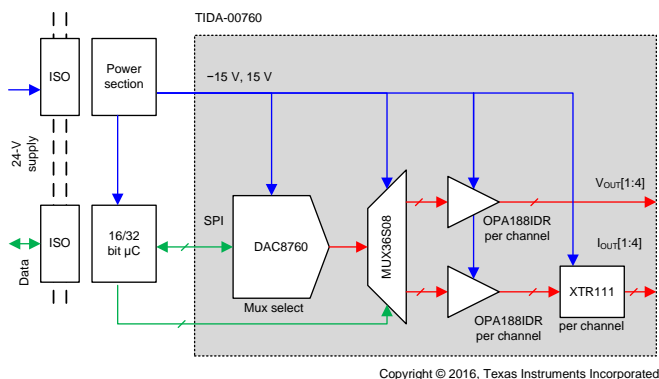 TIDA-00760
ISO
Power
section
−15 V, 15 V
24-V
supply
SPI
ISO
16/32
bit µC
Data
DAC8760
Mux select
MUX36S08
OPA188IDR
per channel
VOUT[1:4]
IOUT[1:4]
OPA188IDR
per channel
XTR111
per channel
Copyright © 2016, Texas Instruments Incorporated